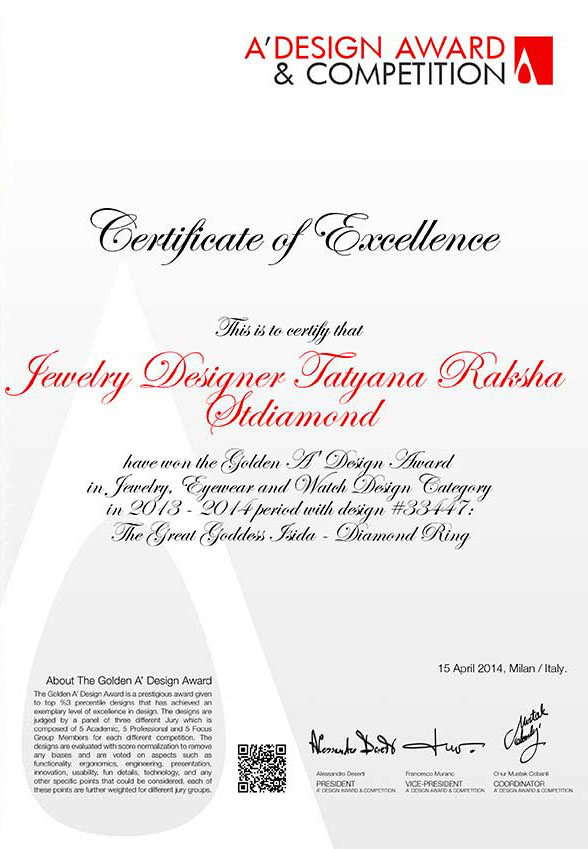 A'DESIGN AWARD
& COMPETITION
Certificate of Excellence
This is to certify that
Jewelry Designer Tatyana Raksha
Stdiamond
have won the Golden A' Design Award
in Jewelry, Eyewear and Watch Design Category
in 2013 - 2014 period with design #33447:
The Great Goddess Isida - Diamond Ring
15 April 2014, Milan / Italy.
About The Golden A' Design Award
The Golden A' Design Award is a prestigious award given
to top %3 percentile designs that has achieved an
exemplary level of excellence in design. The designs are
judged by a panel of three different Jury which is
composed of 5 Academic, 5 Professional and 5 Focus
Group Members for each different competition. The
designs are evaluated with score normalization to remove
any biases and are voted on aspects such as
functionality, ergonomics, engineering, presentation,
innovation, usability, fun details, technology, and any
other specific points that could be considered, each of
these points are further weighted for different jury groups.
Alessandro Deserti
PRESIDENT
A' DESIGN AWARD & COMPETITION
Francesco Murano
VICE-PRESIDENT
A' DESIGN AWARD & COMPETITION
Onur Mustak Cobanli
COORDINATOR
A' DESIGN AWARD & COMPETITION